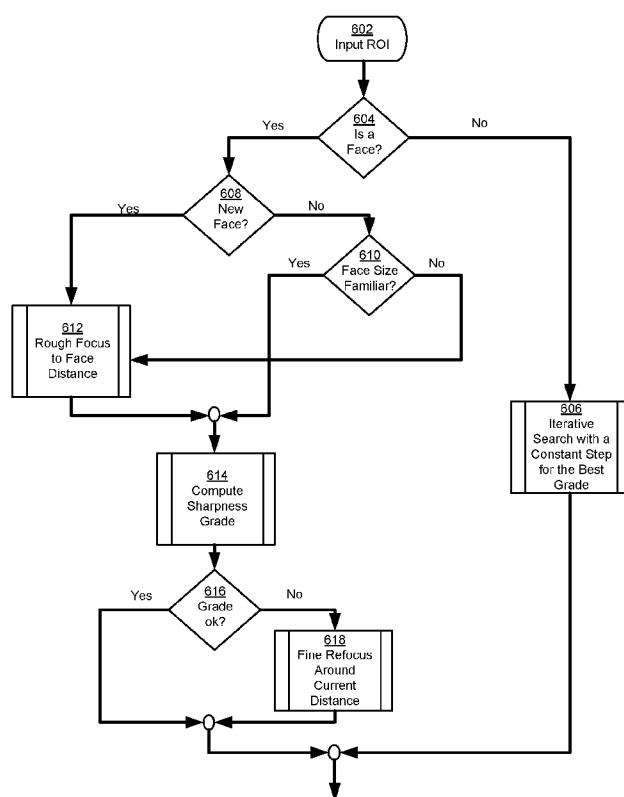 602
Input ROI
604
Is a
Face?
Yes
No
608
New
Face?
Yes
No
610
Face Size
Familiar?
Yes
No
612
Rough Focus
to Face
Distance
606
Iterative
Search with a
Constant Step
for the Best
Grade
614
Compute
Sharpness
Grade
616
Grade
ok?
Yes
No
618
Fine Refocus
Around
Current
Distance